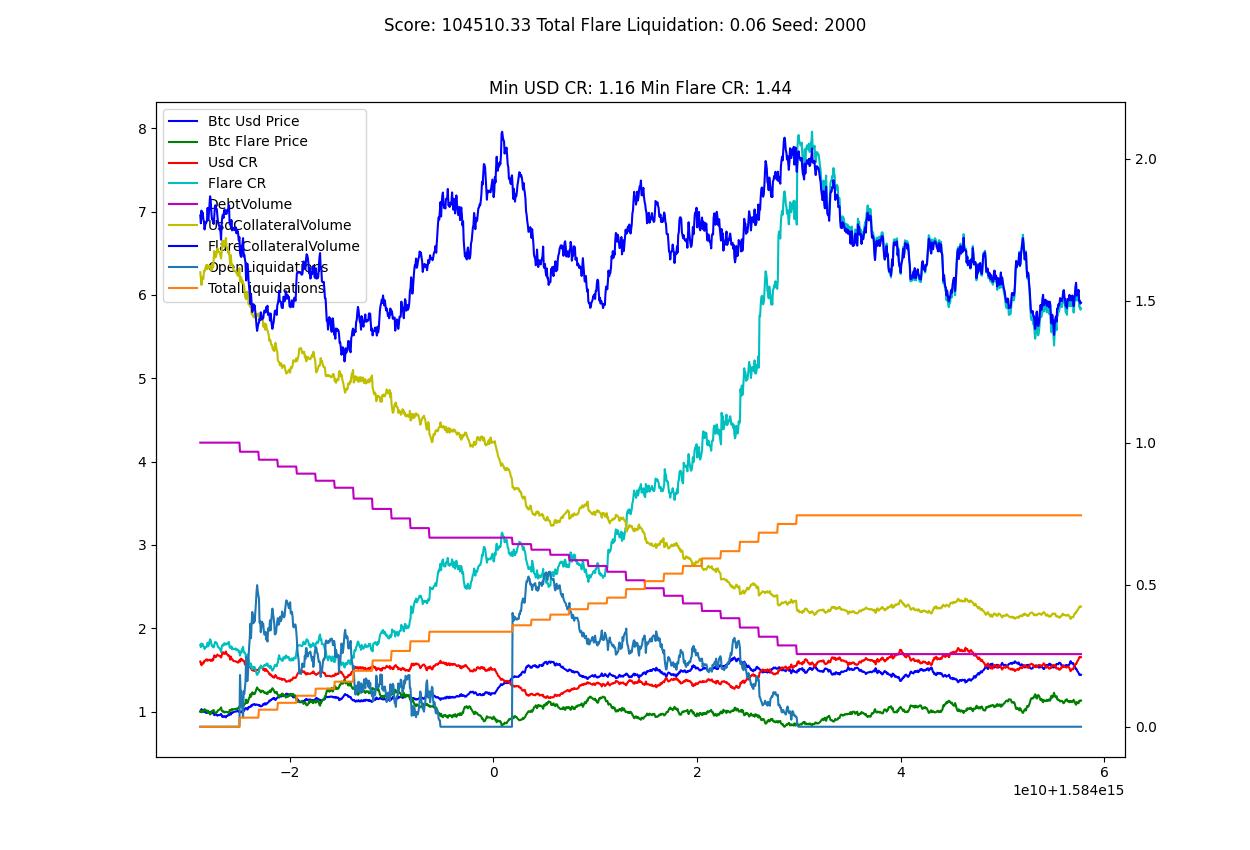 Score: 104510.33 Total Flare Liquidation: 0.06 Seed: 2000
Min USD CR: 1.16 Min Flare CR: 1.44
Btc Usd Price
Btc Flare Price
Usd CR
Flare CR
DebtVolume
UsdCollateralVolume
FlareCollateralVolume
OpenLiquidations
TotalLiquidations
8
7
6
5
4
3
2
1
2.0
1.5
1.0
0.5
0.0
−2
0
2
4
6
1e10+1.584e15